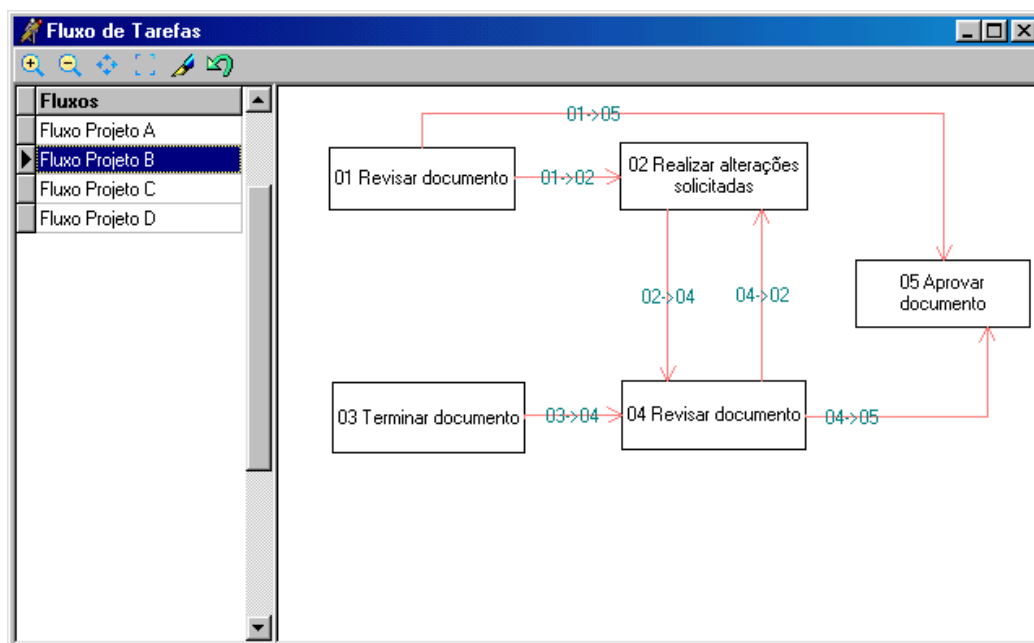 Fluxo de Tarefas
Fluxos
Fluxo Projeto A
Fluxo Projeto B
Fluxo Projeto C
Fluxo Projeto D
01->05
01 Revisar documento
01->02
02 Realizar alterações
solicitadas
02->04
04->02
05 Aprovar
documento
03 Terminar documento
03->04
04 Revisar documento
04->05